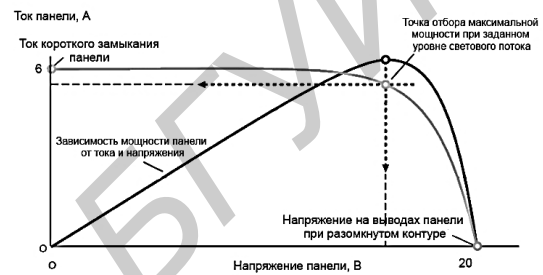 Ток панели, А
Точка отбора максимальной
мощности при заданном
уровне светового потока
Ток короткого замыкания
панели
6
Зависимость мощности панели
от тока и напряжения
Напряжение на выводах панели
при разомкнутом контуре
0
0
Напряжение панели, В
20
БГУИ